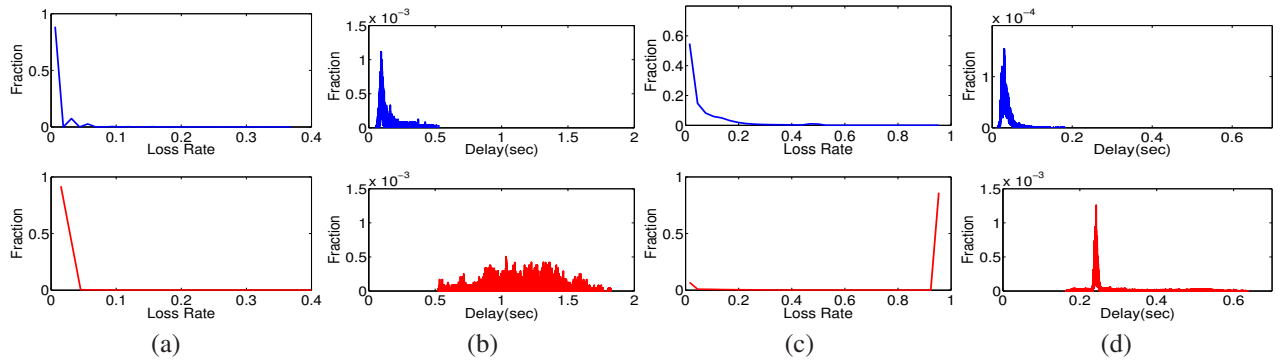 1
0.5
0
Fraction
0 0.1 0.2 0.3 0.4
Loss Rate
x 10⁻³
1.5
1
0.5
0
Fraction
0 0.5 1 1.5 2
Delay(sec)
0.8
0.6
0.4
0.2
0
Fraction
0 0.2 0.4 0.6 0.8 1
Loss Rate
x 10⁻⁴
2
1
0
Fraction
0 0.2 0.4 0.6
Delay(sec)
1
0.5
0
Fraction
0 0.1 0.2 0.3 0.4
Loss Rate
x 10⁻³
1.5
1
0.5
0
Fraction
0 0.5 1 1.5 2
Delay(sec)
1
0.5
0
Fraction
0 0.2 0.4 0.6 0.8 1
Loss Rate
x 10⁻³
1.5
1
0.5
0
Fraction
0 0.2 0.4 0.6
Delay(sec)
(a) (b) (c) (d)